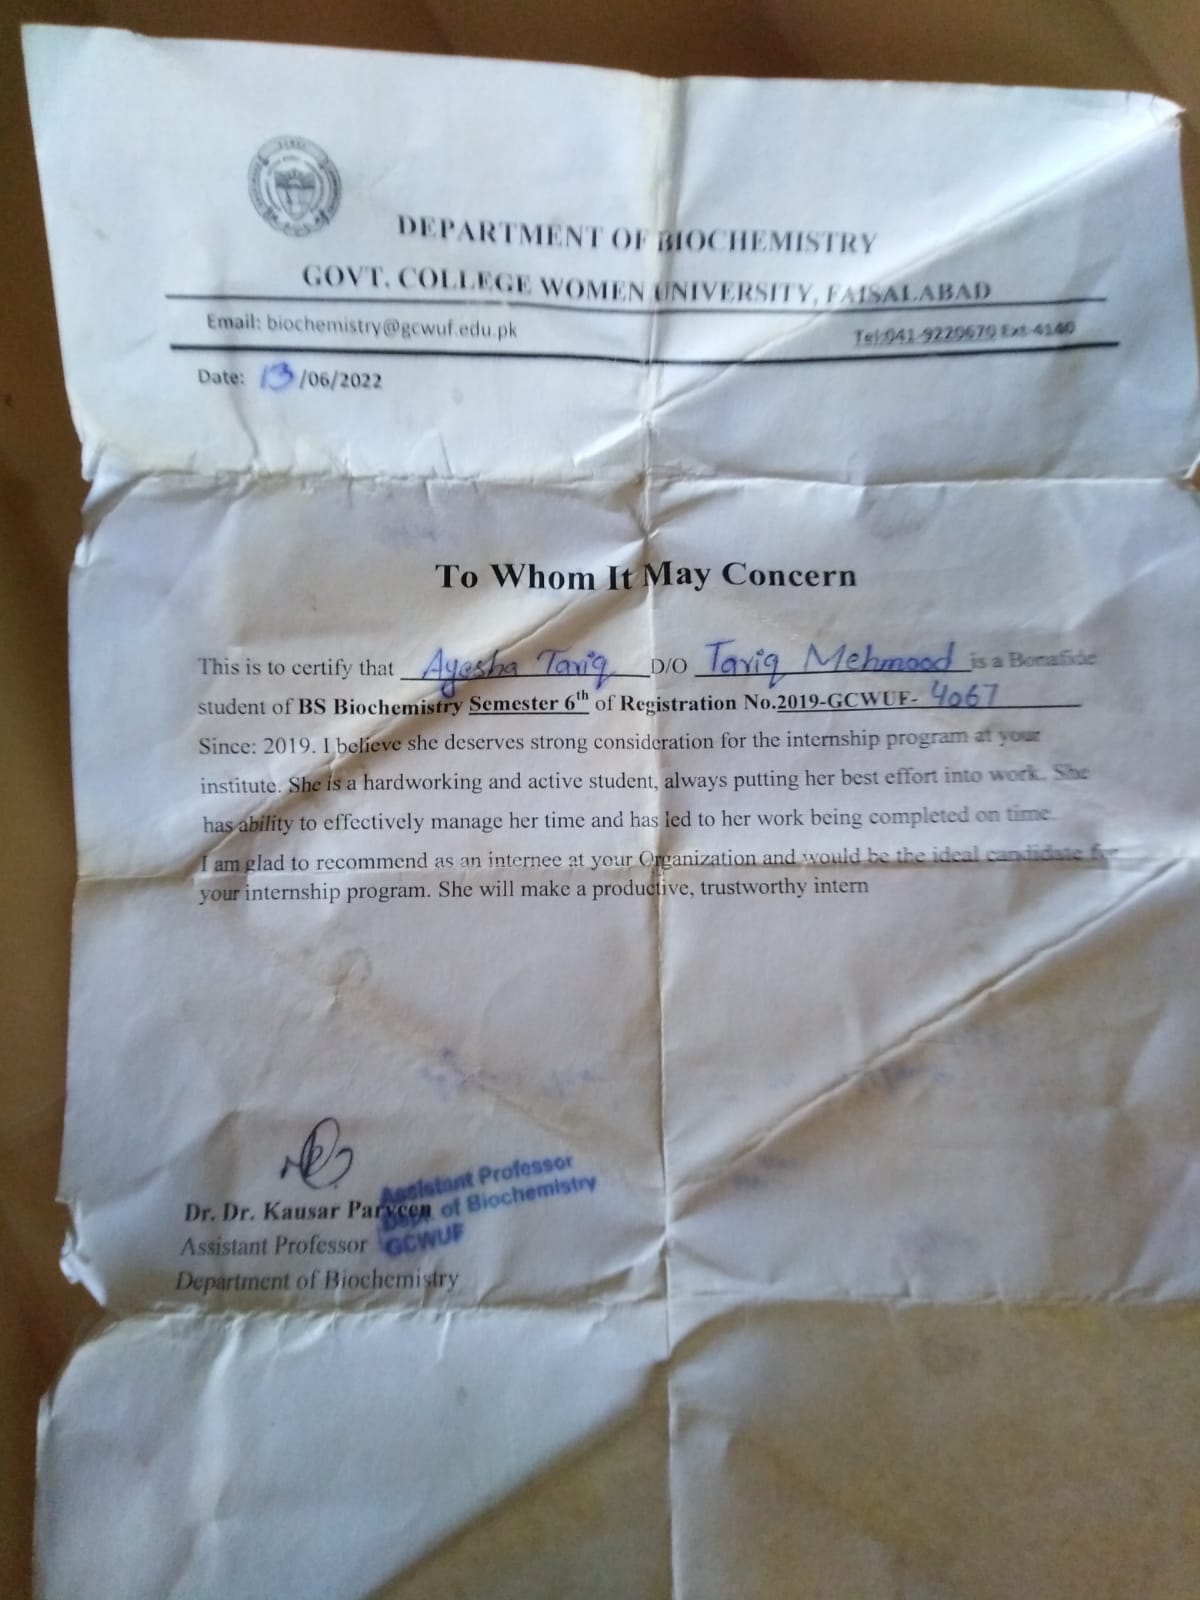 DEPARTMENT OF BIOCHEMISTRY
GOVT. COLLEGE WOMEN UNIVERSITY, FAISALABAD
Email: biochemistry@gcwuf.edu.pk Tel:041-9220670 Ext-4140
Date: 13/06/2022
To Whom It May Concern
This is to certify that Ayesha Tariq D/O Tariq Mehmood is a Bonafide
student of BS Biochemistry Semester 6th of Registration No.2019-GCWUF- 4067
Since: 2019. I believe she deserves strong consideration for the internship program at your
institute. She is a hardworking and active student, always putting her best effort into work. She
has ability to effectively manage her time and has led to her work being completed on time.
I am glad to recommend as an internee at your Organization and would be the ideal candidate for
your internship program. She will make a productive, trustworthy intern
Assistant Professor
Dept. of Biochemistry
GCWUF
Dr. Dr. Kausar Parveen
Assistant Professor
Department of Biochemistry